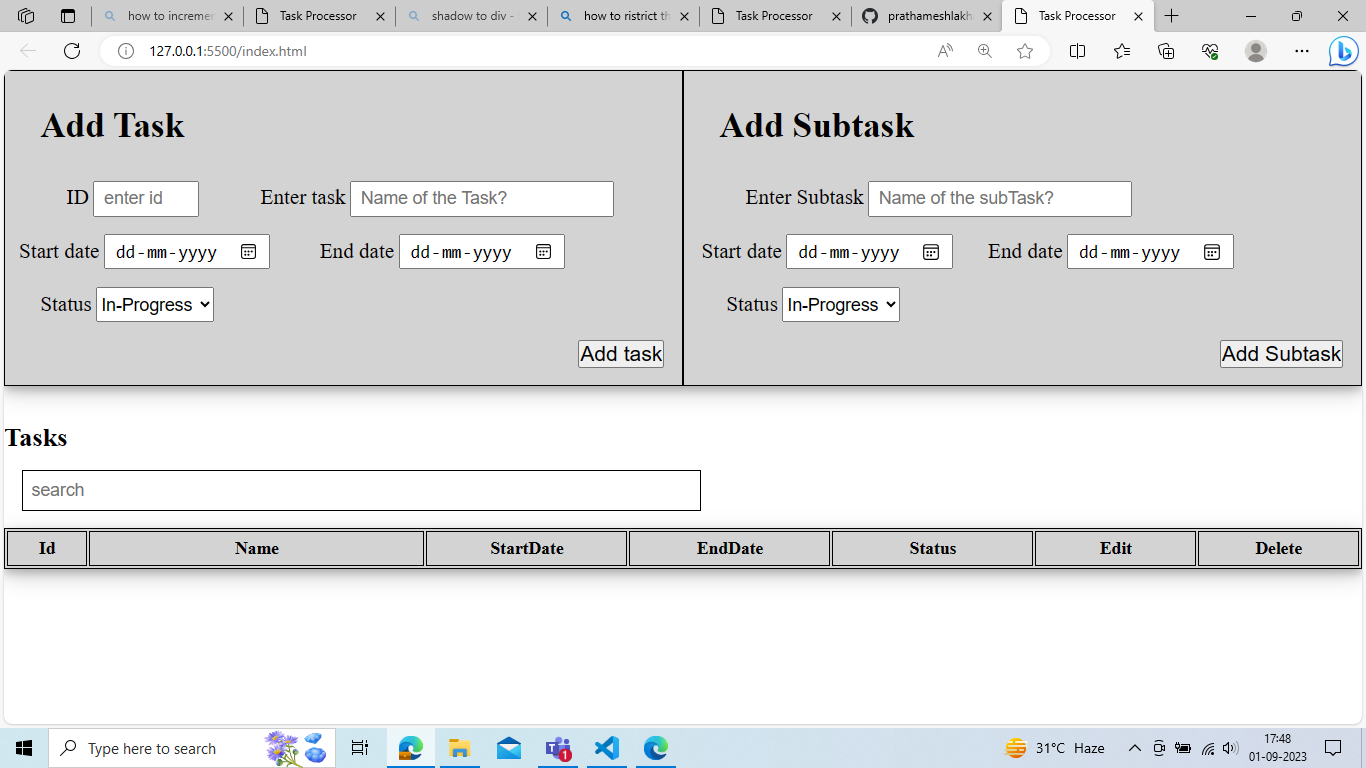 how to incremen
Task Processor
shadow to div -
how to ristrict th
Task Processor
prathameshlakh
Task Processor
127.0.0.1:5500/index.html
Add Task
Add Subtask
ID enter id Enter task Name of the Task?
Enter Subtask Name of the subTask?
Start date dd-mm-yyyy End date dd-mm-yyyy
Start date dd-mm-yyyy End date dd-mm-yyyy
Status In-Progress
Status In-Progress
Add task
Add Subtask
Tasks
search
Id Name StartDate EndDate Status Edit Delete
Type here to search
1
31°C Haze
17:48
01-09-2023